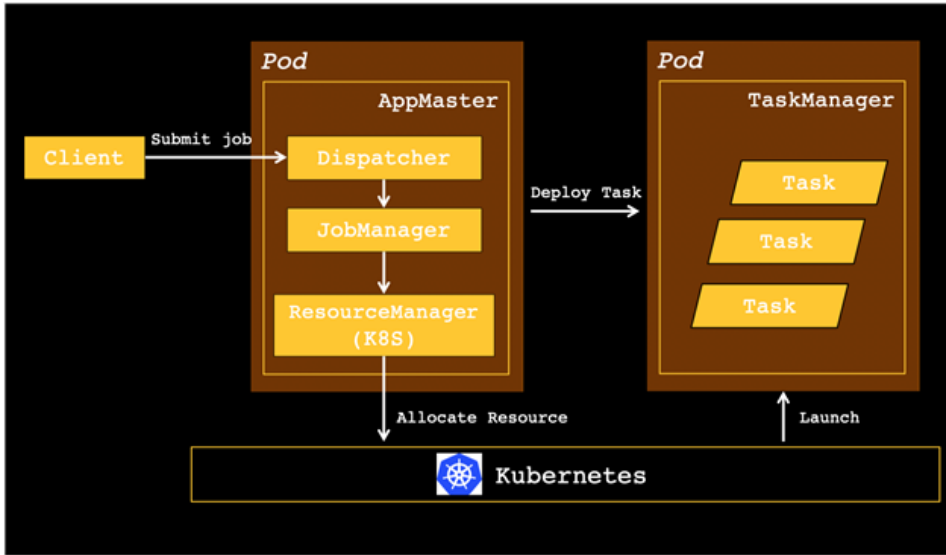 Pod
AppMaster
Pod
TaskManager
Submit job
Client
Dispatcher
Task
Deploy Task
JobManager
Task
ResourceManager
(K8S)
Task
Allocate Resource
Launch
Kubernetes